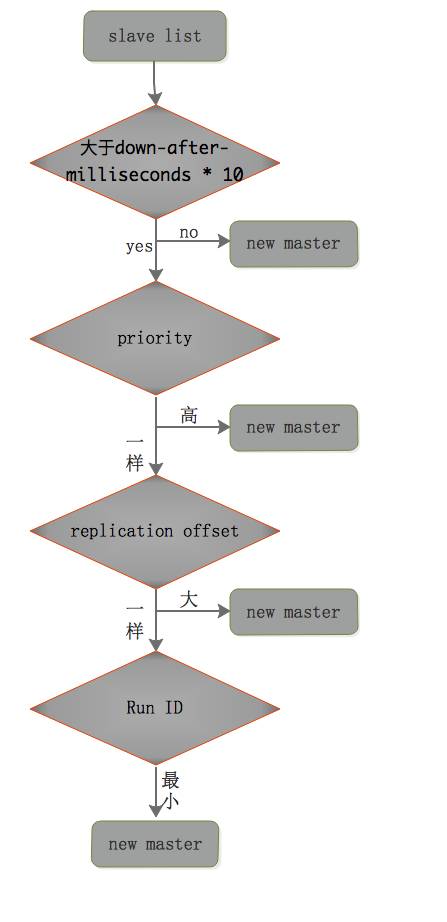 slave list
大于down-after-
milliseconds * 10
no
yes
new master
priority
高
new master
一
样
replication offset
大
一
样
new master
Run ID
最
小
new master